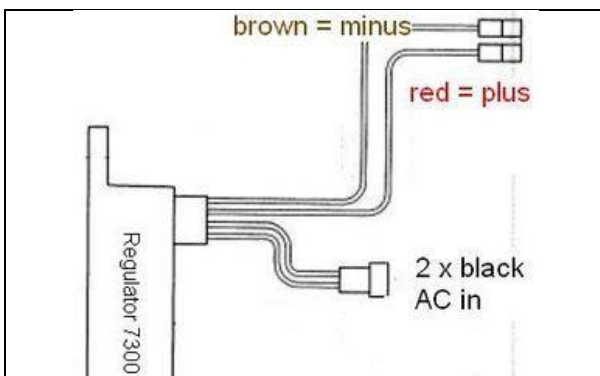 brown = minus
red = plus
2 x black
AC in
Regulator 7300